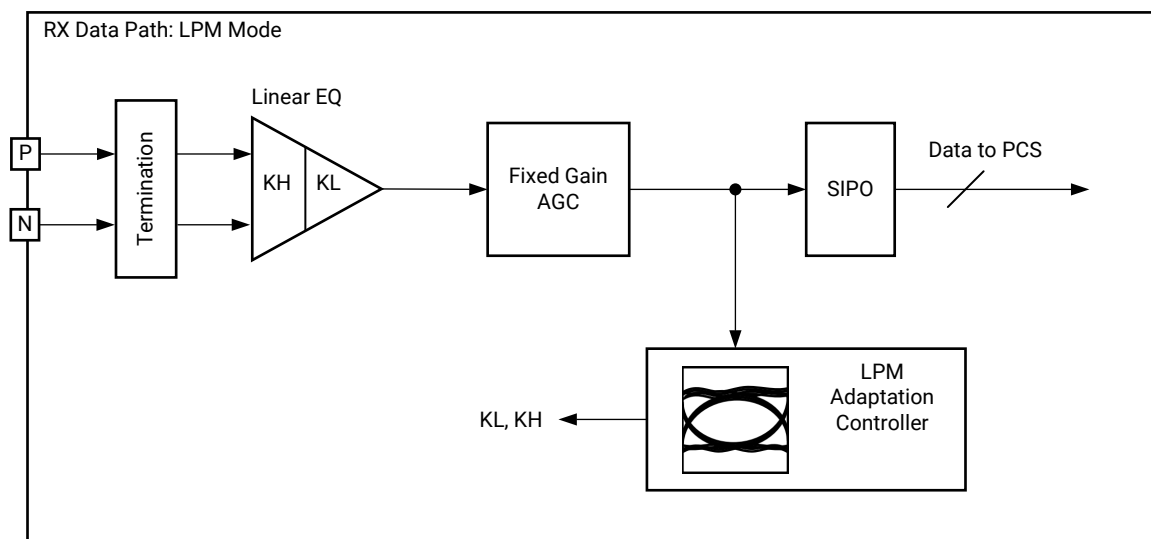 RX Data Path: LPM Mode
Linear EQ
P
N
Termination
KH
KL
Fixed Gain
AGC
SIPO
Data to PCS
LPM
Adaptation
Controller
KL, KH